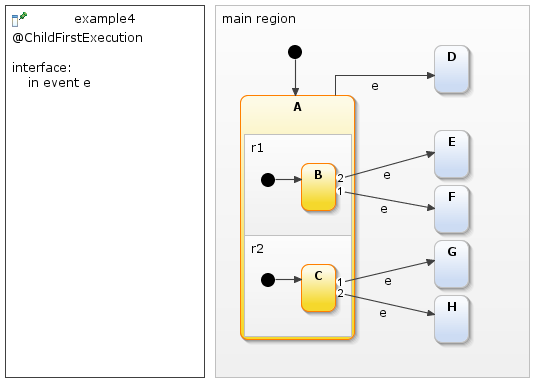 example4
@ChildFirstExecution
interface:
in event e
main region
A
r1
B
2
1
r2
C
1
2
e
e
e
e
e
D
E
F
G
H